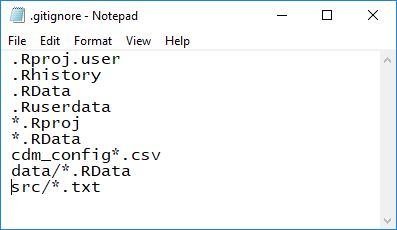 .gitignore - Notepad
File Edit Format View Help
.Rproj.user
.Rhistory
.RData
.Ruserdata
*.Rproj
*.RData
cdm_config*.csv
data/*.RData
src/*.txt